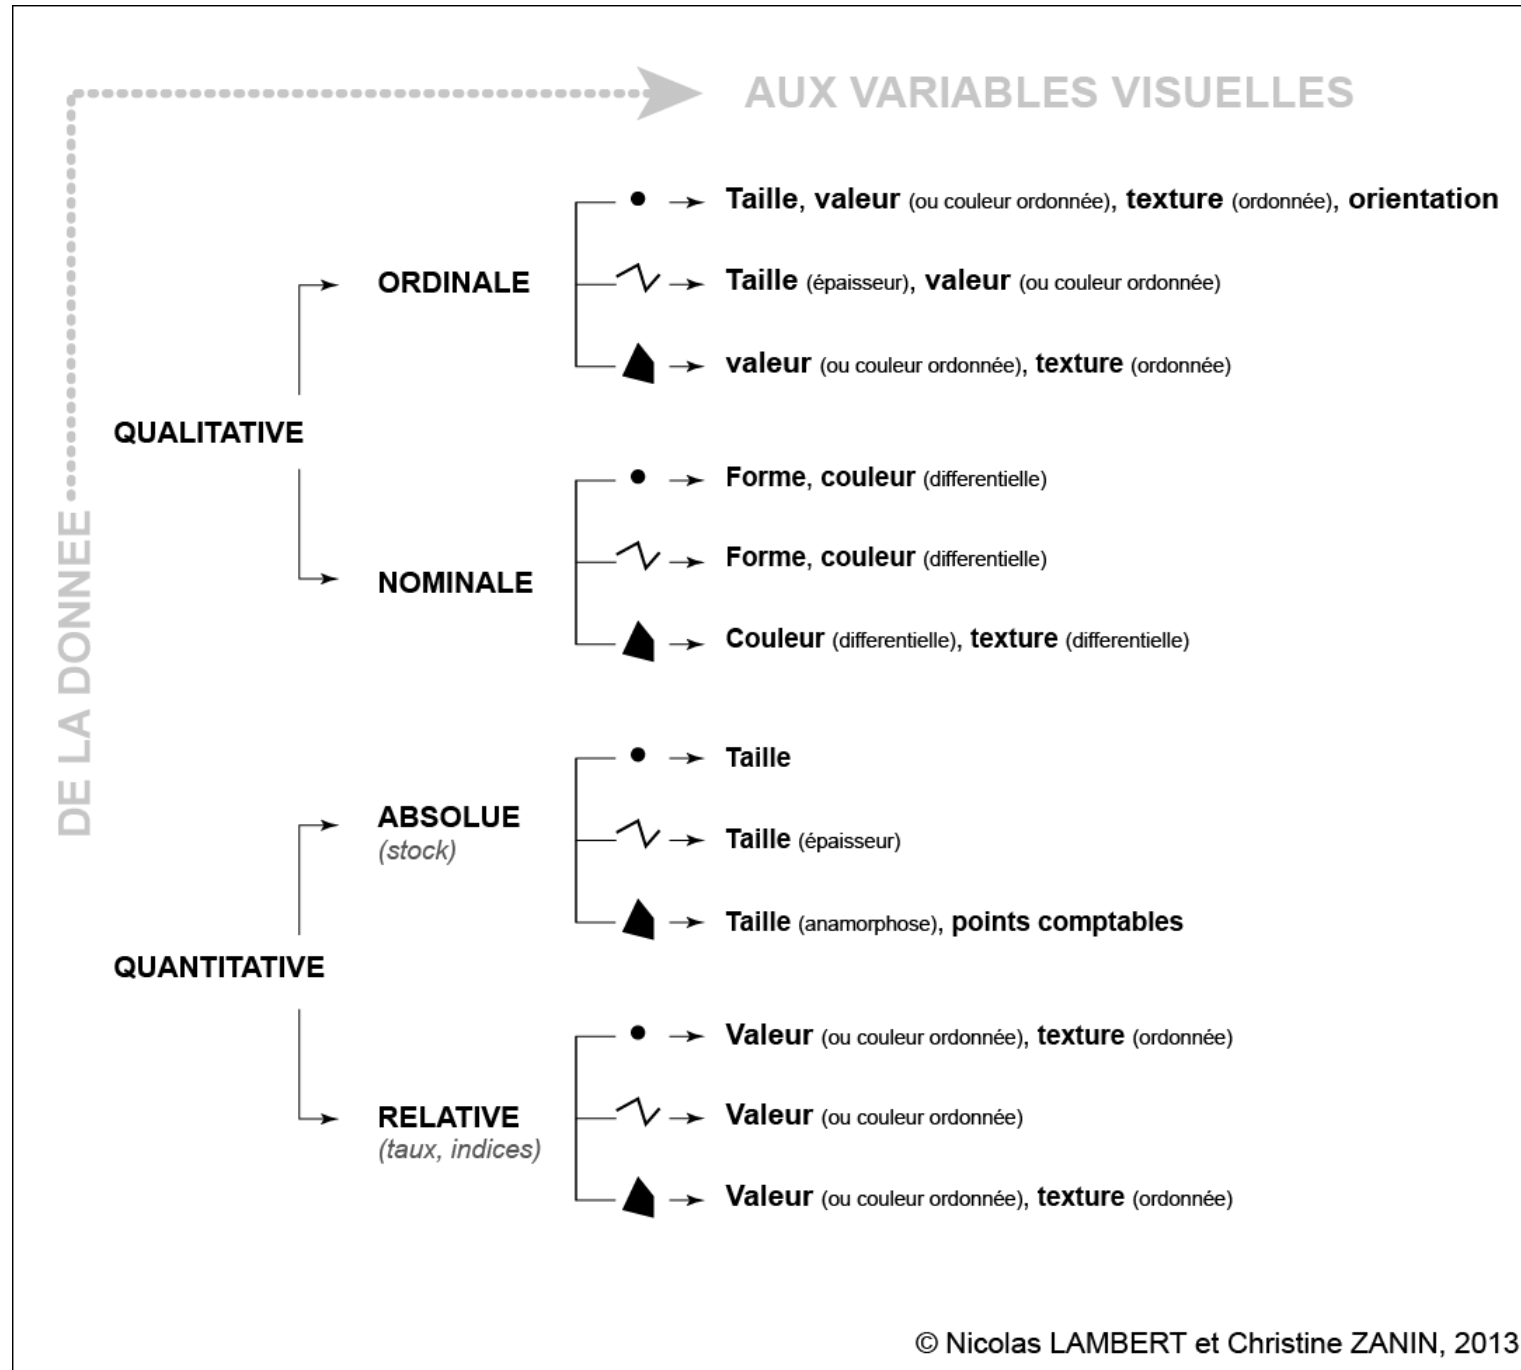 AUX VARIABLES VISUELLES
DE LA DONNEE
QUALITATIVE
ORDINALE
Taille, valeur (ou couleur ordonnée), texture (ordonnée), orientation
Taille (épaisseur), valeur (ou couleur ordonnée)
valeur (ou couleur ordonnée), texture (ordonnée)
NOMINALE
Forme, couleur (differentielle)
Forme, couleur (differentielle)
Couleur (differentielle), texture (differentielle)
QUANTITATIVE
ABSOLUE
(stock)
Taille
Taille (épaisseur)
Taille (anamorphose), points comptables
RELATIVE
(taux, indices)
Valeur (ou couleur ordonnée), texture (ordonnée)
Valeur (ou couleur ordonnée)
Valeur (ou couleur ordonnée), texture (ordonnée)
© Nicolas LAMBERT et Christine ZANIN, 2013